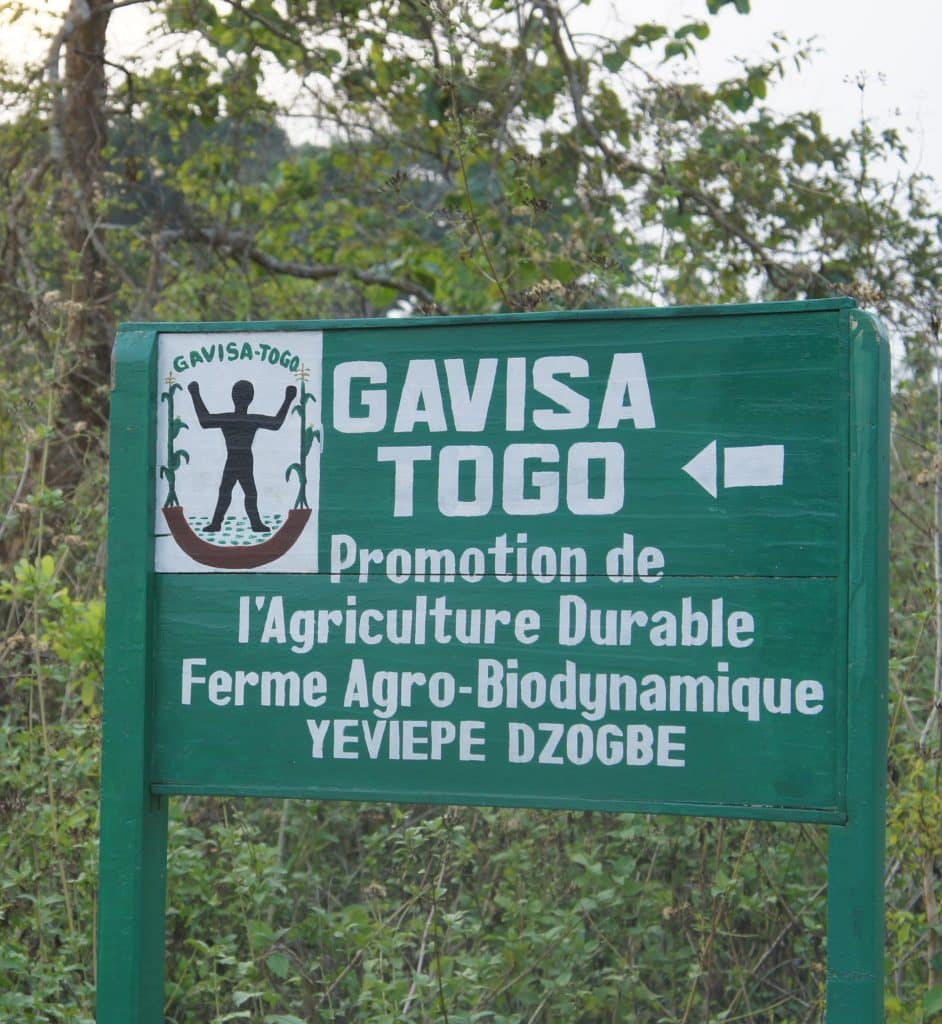 GAVISA-TOGO
GAVISA
TOGO
Promotion de
l'Agriculture Durable
Ferme Agro-Biodynamique
YEVIEPE DZOGBE